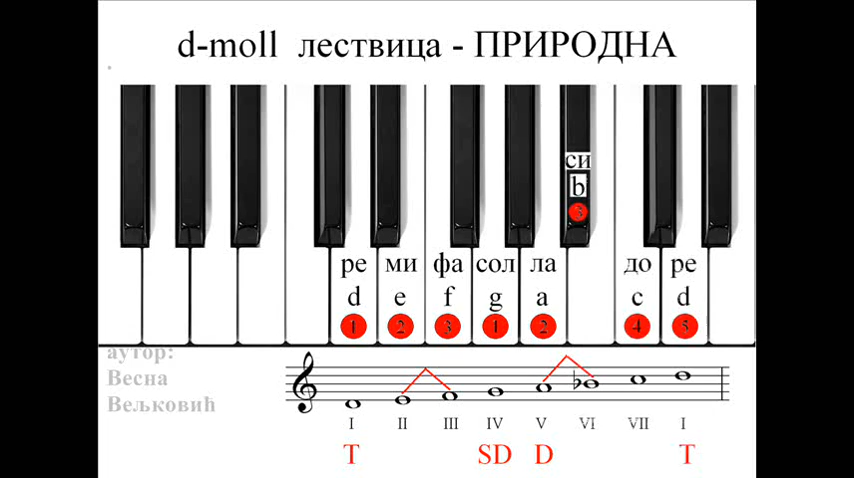 d-moll лествица - ПРИРОДНА
си
b
3
ре ми фа сол ла до ре
d e f g a c d
1 2 3 1 2 4 5
аутор:
Весна
Вељковић
I II III IV V VI VII I
T SD D T